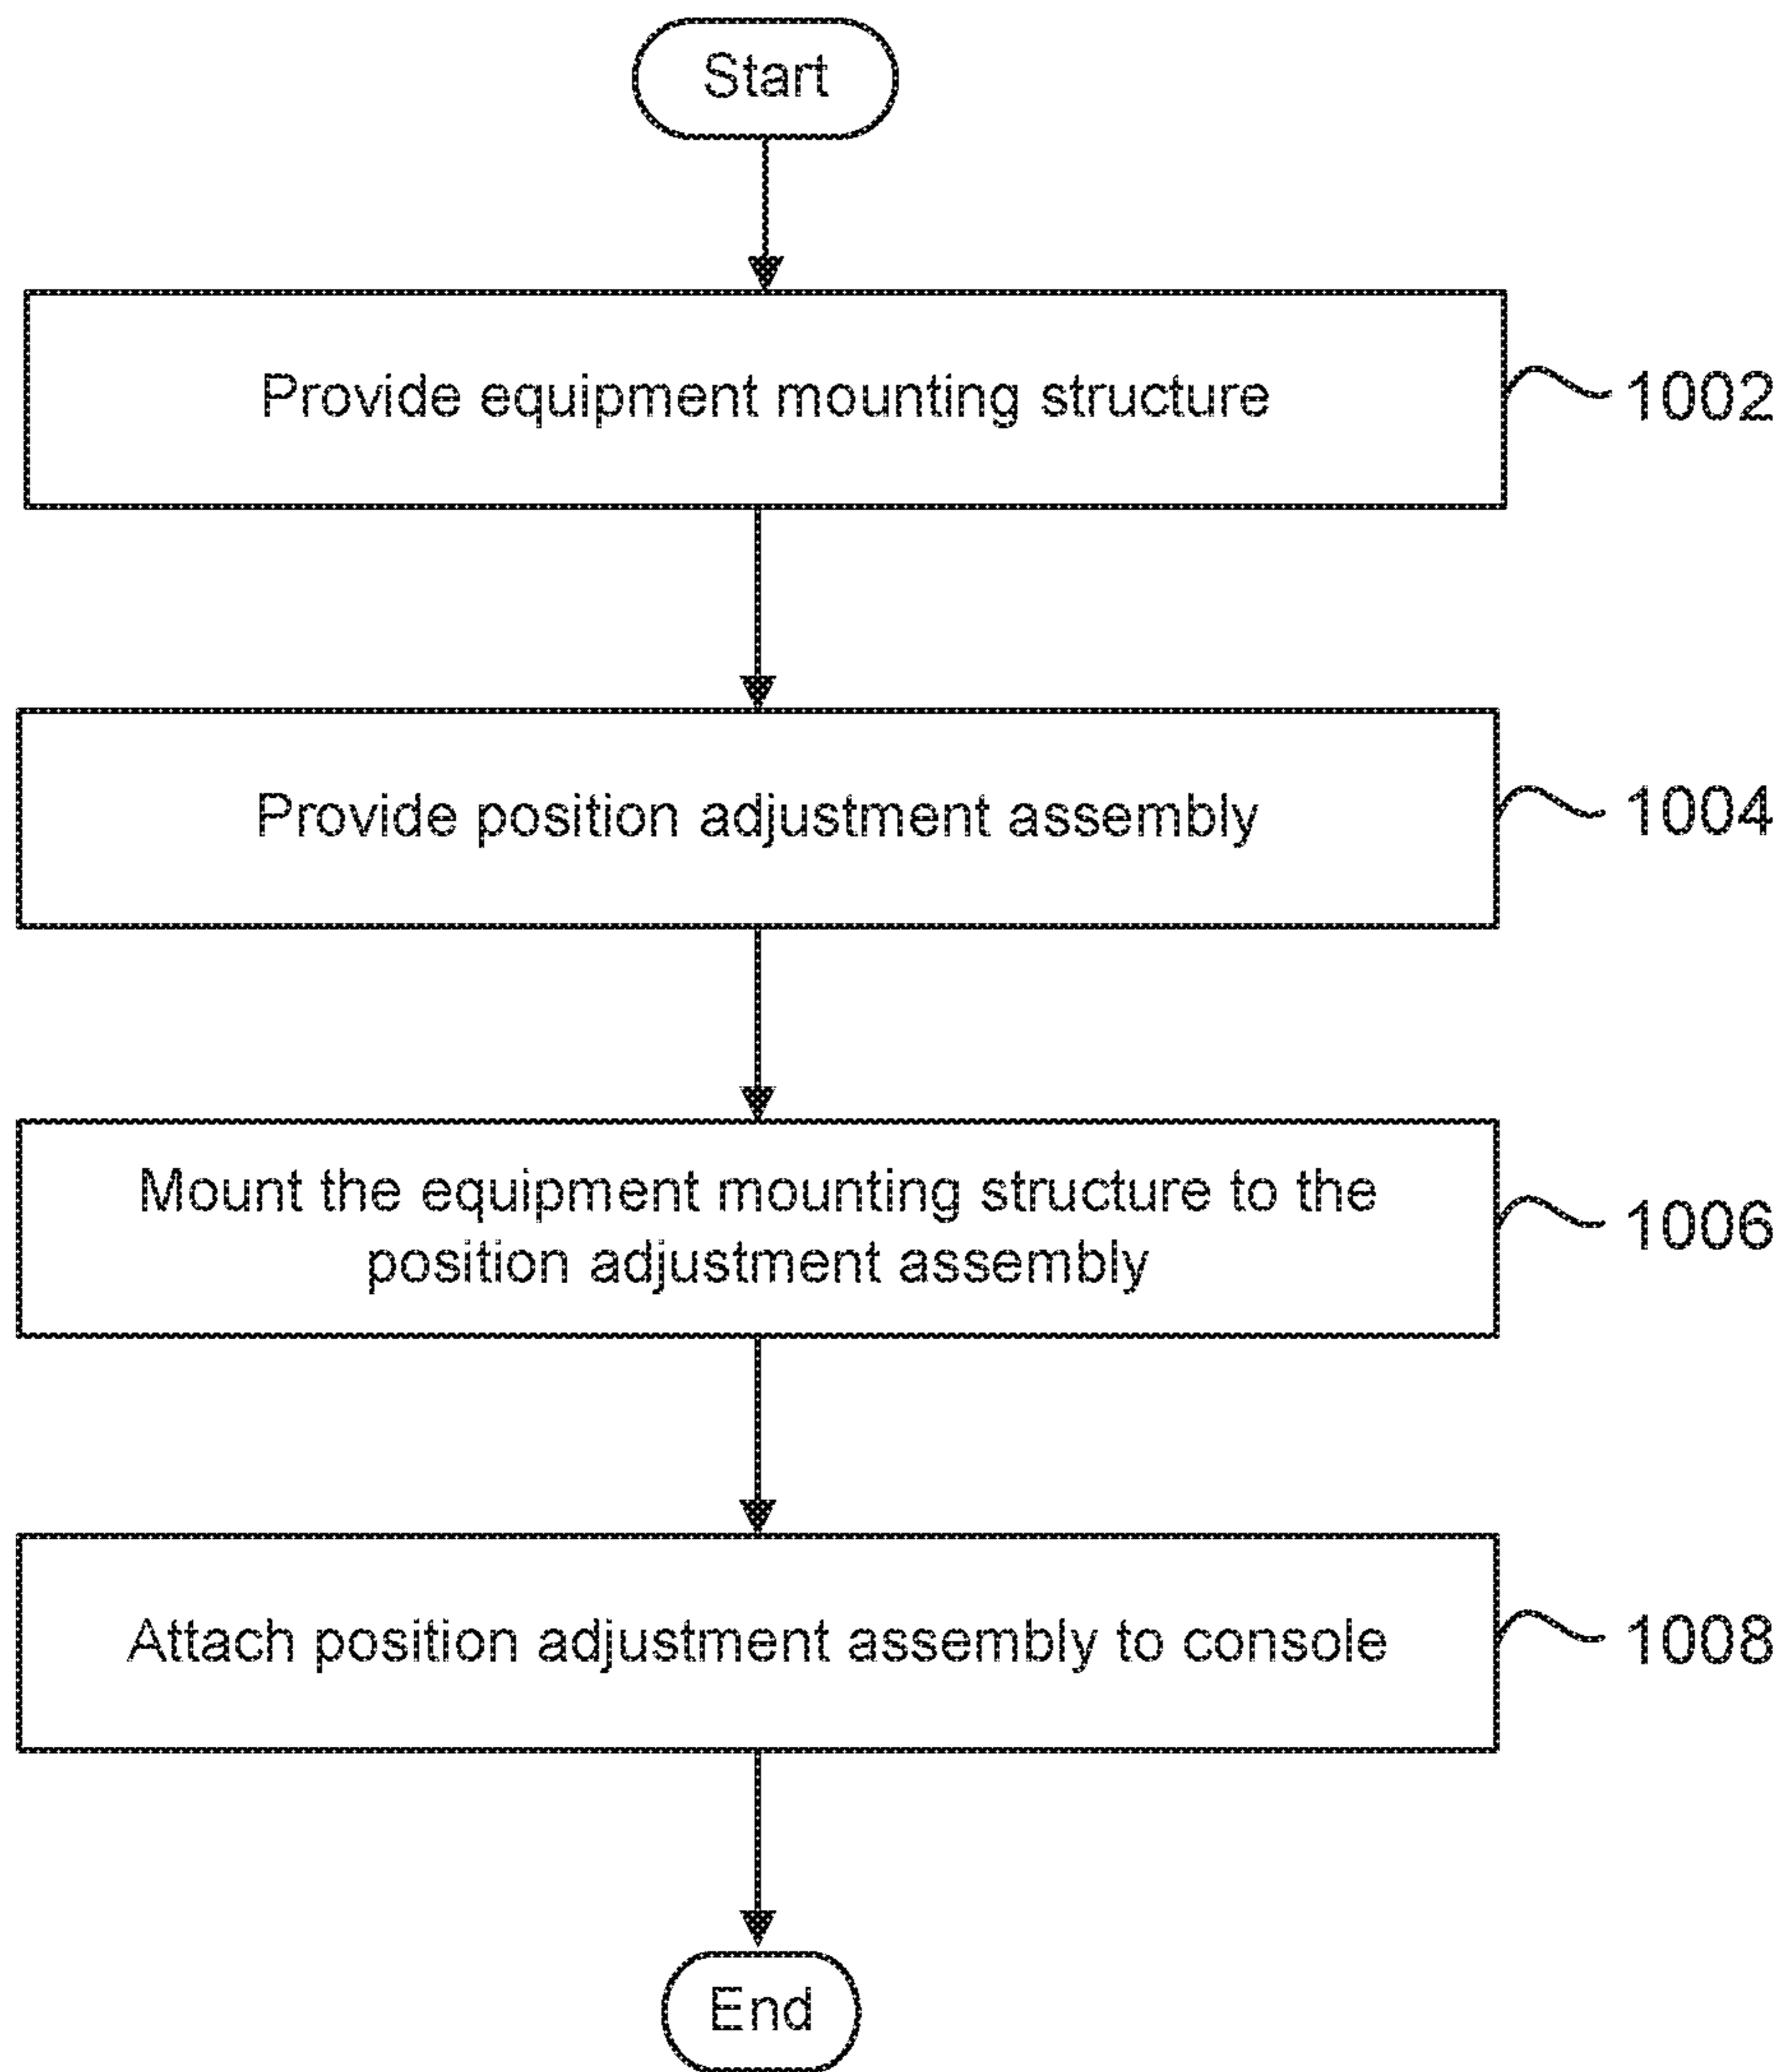 Start
Provide equipment mounting structure
1002
Provide position adjustment assembly
1004
Mount the equipment mounting structure to the
position adjustment assembly
1006
Attach position adjustment assembly to console
1008
End